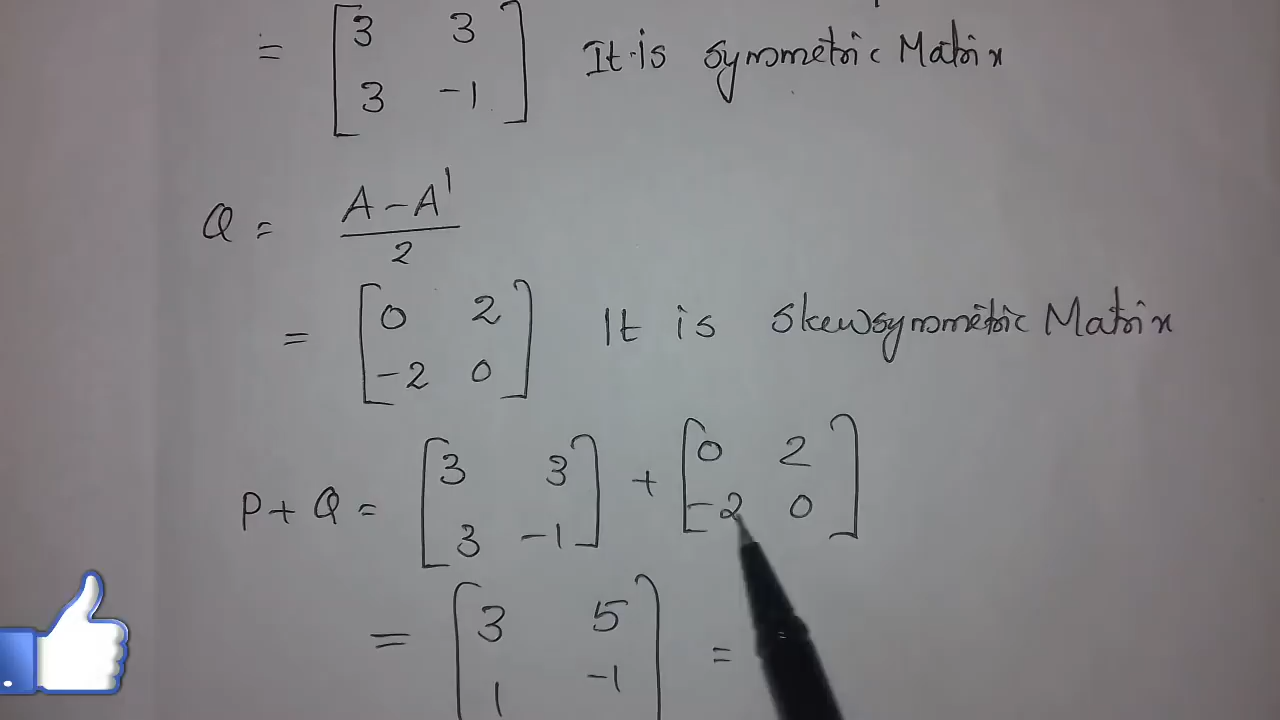 = [3 3
3 -1] It is symmetric Matrix
Q = A - A'
2
= [0 2
-2 0] It is skewsymmetric Matrix
P + Q = [3 3
3 -1] + [0 2
-2 0]
= [3 5
1 -1] =